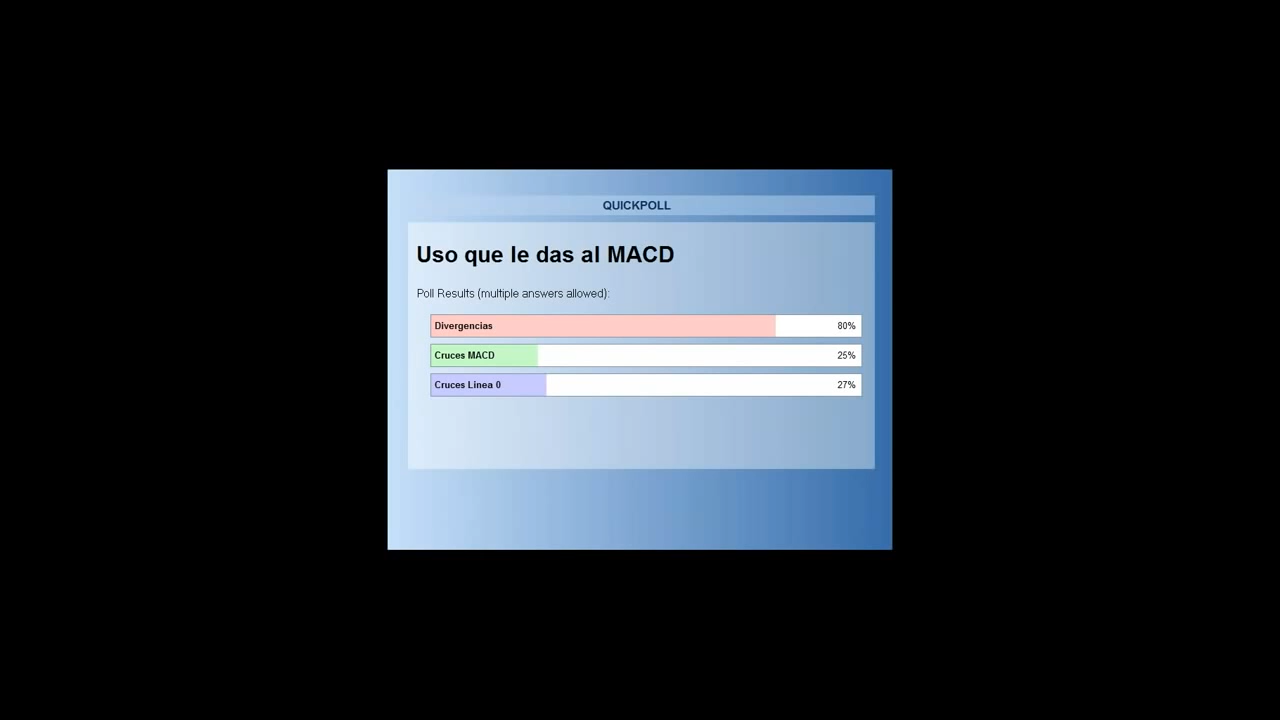 QUICKPOLL
Uso que le das al MACD
Poll Results (multiple answers allowed):
Divergencias 80%
Cruces MACD 25%
Cruces Linea 0 27%